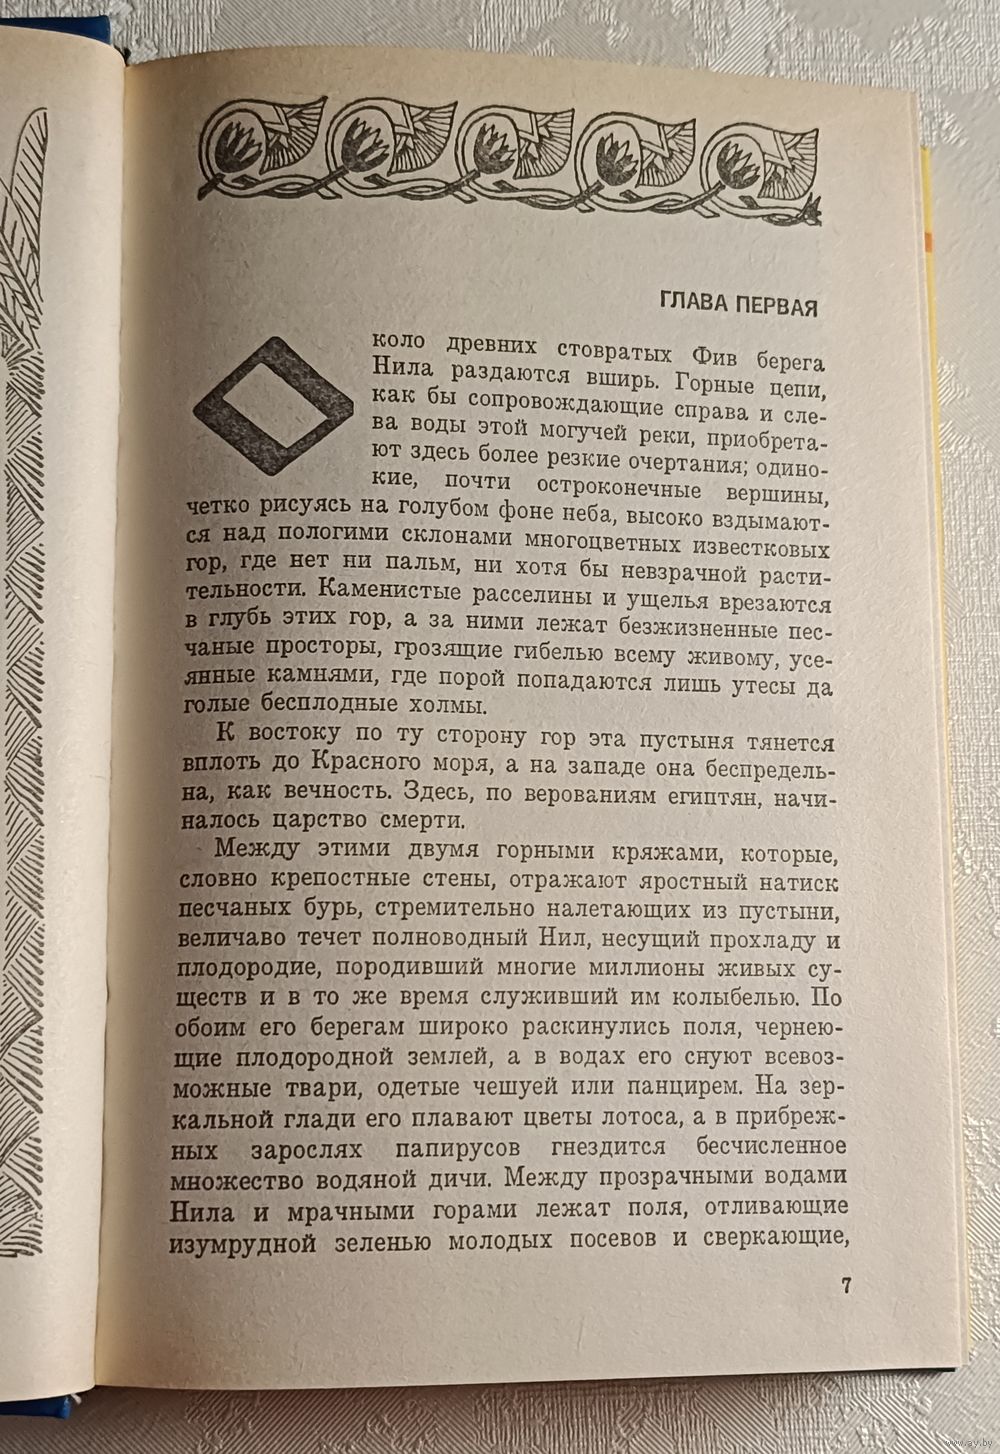 ГЛАВА ПЕРВАЯ
Около древних стовратых Фив берега
Нила раздаются вширь. Горные цепи,
как бы сопровождающие справа и сле-
ва воды этой могучей реки, приобрета-
ют здесь более резкие очертания; одино-
кие, почти остроконечные вершины,
четко рисуясь на голубом фоне неба, высоко вздымают-
ся над пологими склонами многоцветных известковых
гор, где нет ни пальм, ни хотя бы невзрачной расти-
тельности. Каменистые расселины и ущелья врезаются
в глубь этих гор, а за ними лежат безжизненные пес-
чаные просторы, грозящие гибелью всему живому, усе-
янные камнями, где порой попадаются лишь утесы да
голые бесплодные холмы.
К востоку по ту сторону гор эта пустыня тянется
вплоть до Красного моря, а на западе она беспредель-
на, как вечность. Здесь, по верованиям египтян, начи-
налось царство смерти.
Между этими двумя горными кряжами, которые,
словно крепостные стены, отражают яростный натиск
песчаных бурь, стремительно налетающих из пустыни,
величаво течет полноводный Нил, несущий прохладу и
плодородие, породивший многие миллионы живых су-
ществ и в то же время служивший им колыбелью. По
обоим его берегам широко раскинулись поля, чернею-
щие плодородной землей, а в водах его снуют всевоз-
можные твари, одетые чешуей или панцирем. На зер-
кальной глади его плавают цветы лотоса, а в прибреж-
ных зарослях папирусов гнездится бесчисленное
множество водяной дичи. Между прозрачными водами
Нила и мрачными горами лежат поля, отливающие
изумрудной зеленью молодых посевов и сверкающие,
7
www.ay.by